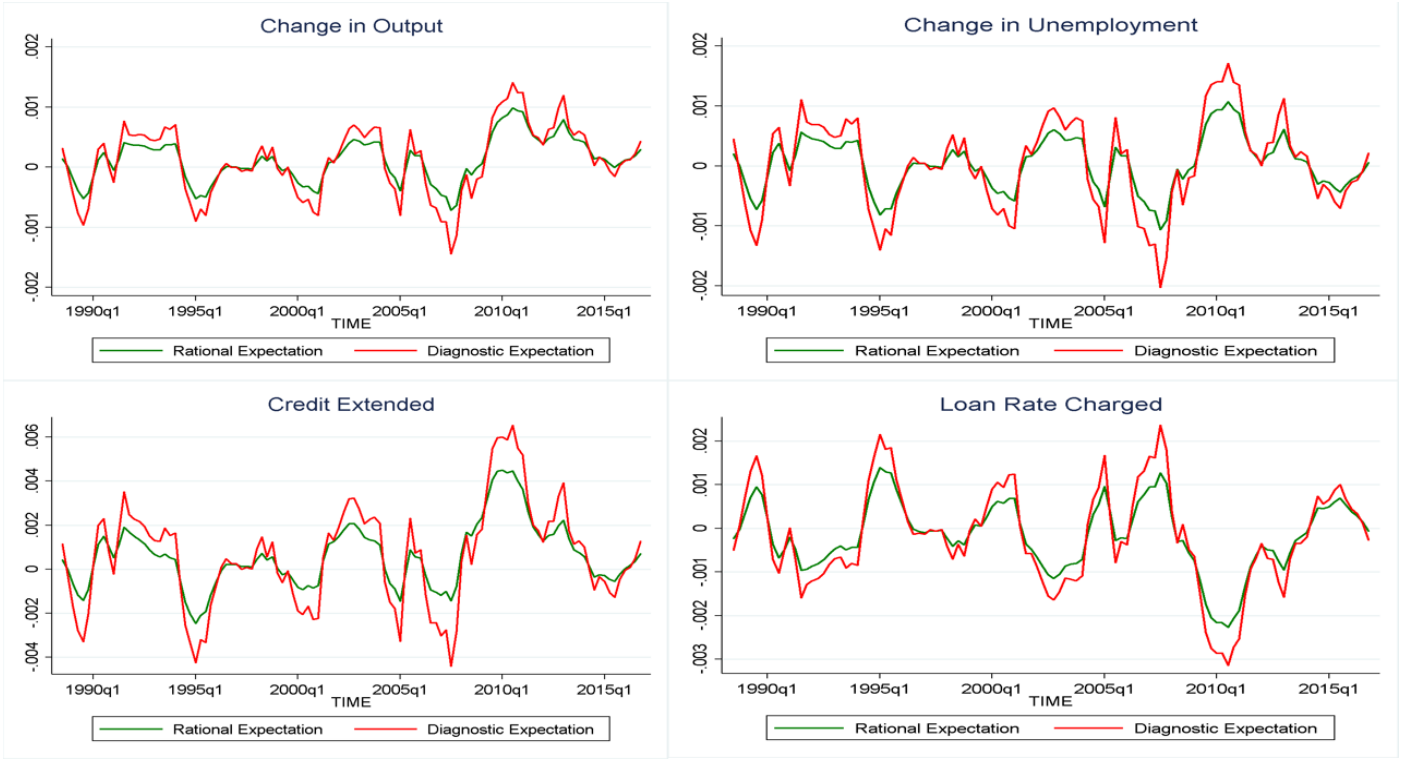 Change in Output
.002
.001
0
-.001
-.002
1990q1 1995q1 2000q1 2005q1 2010q1 2015q1
TIME
Rational Expectation Diagnostic Expectation
Change in Unemployment
.002
.001
0
-.001
-.002
1990q1 1995q1 2000q1 2005q1 2010q1 2015q1
TIME
Rational Expectation Diagnostic Expectation
Credit Extended
.006
.004
.002
0
-.002
-.004
1990q1 1995q1 2000q1 2005q1 2010q1 2015q1
TIME
Rational Expectation Diagnostic Expectation
Loan Rate Charged
.002
.001
0
-.001
-.002
-.003
1990q1 1995q1 2000q1 2005q1 2010q1 2015q1
TIME
Rational Expectation Diagnostic Expectation